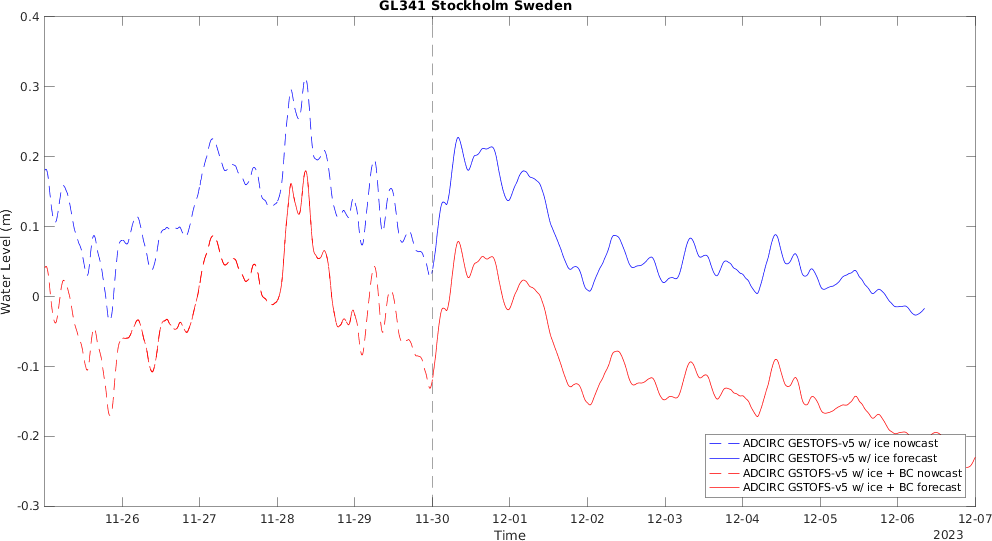 GL341 Stockholm Sweden
0.4
0.3
0.2
0.1
0
-0.1
-0.2
-0.3
Water Level (m)
ADCIRC GESTOFS-v5 w/ ice nowcast
ADCIRC GESTOFS-v5 w/ ice forecast
ADCIRC GSTOFS-v5 w/ ice + BC nowcast
ADCIRC GSTOFS-v5 w/ ice + BC forecast
11-26 11-27 11-28 11-29 11-30 12-01 12-02 12-03 12-04 12-05 12-06 12-07
Time
2023